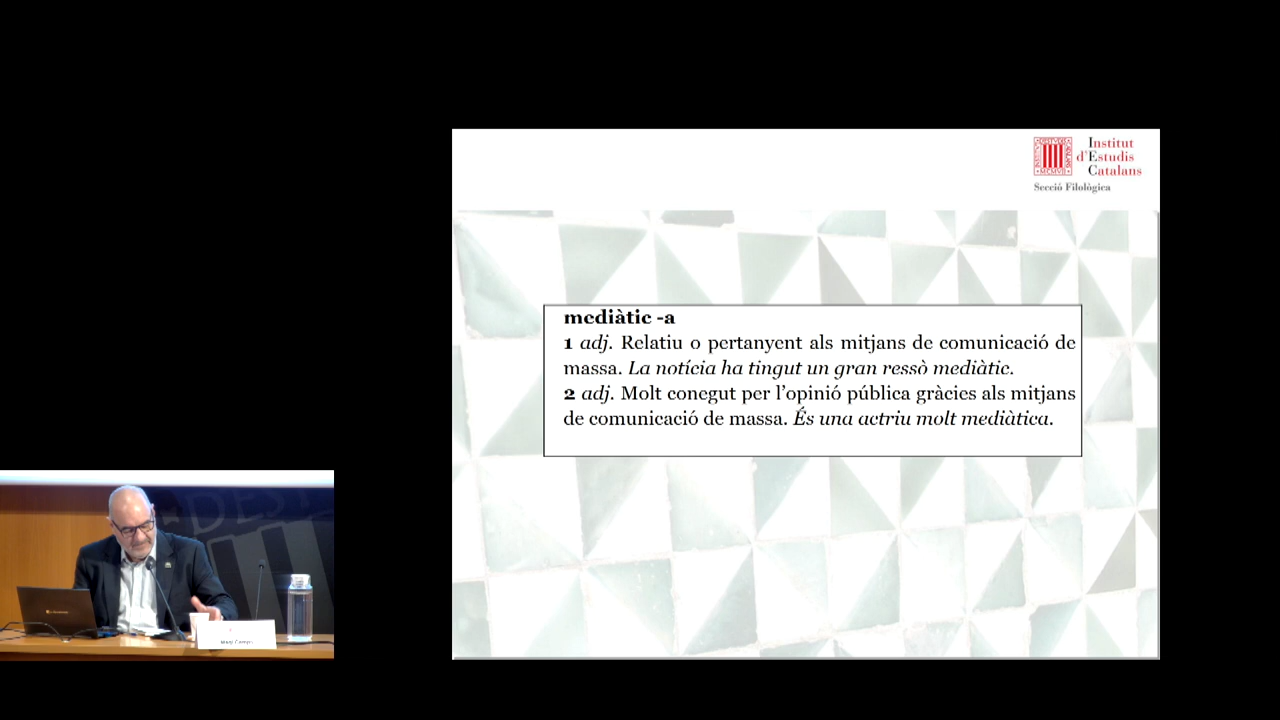 Institut
d'Estudis
Catalans
Secció Filològica
mediàtic -a
1 adj. Relatiu o pertanyent als mitjans de comunicació de
massa. La notícia ha tingut un gran ressò mediàtic.
2 adj. Molt conegut per l'opinió pública gràcies als mitjans
de comunicació de massa. És una actriu molt mediàtica.